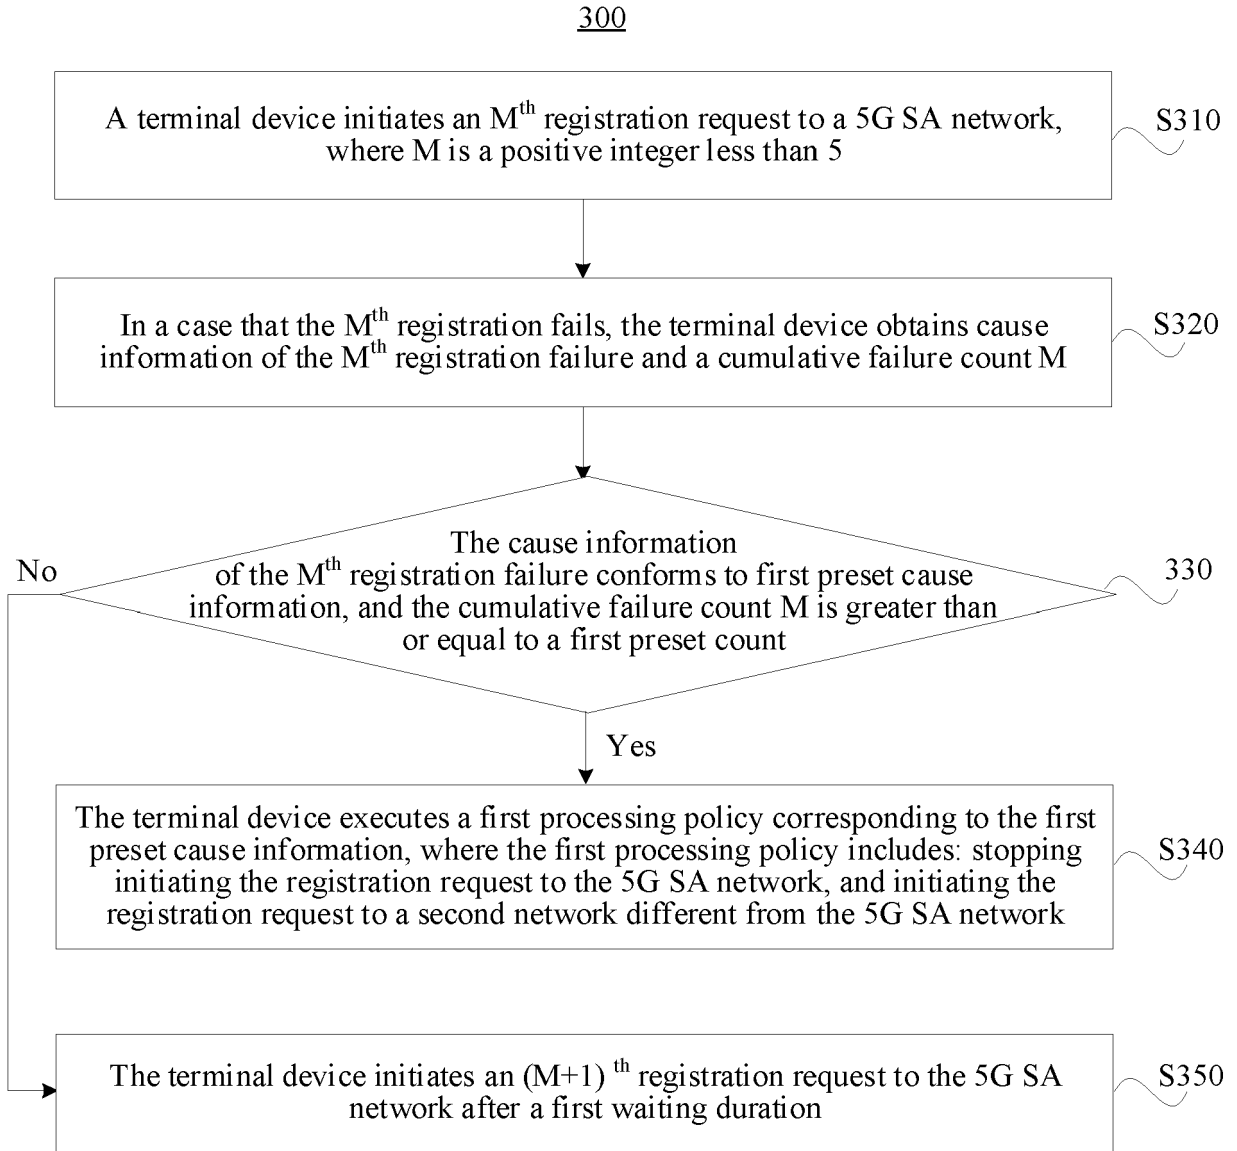 300
A terminal device initiates an Mth registration request to a 5G SA network,
where M is a positive integer less than 5
S310
In a case that the Mth registration fails, the terminal device obtains cause
information of the Mth registration failure and a cumulative failure count M
S320
The cause information
of the Mth registration failure conforms to first preset cause
information, and the cumulative failure count M is greater than
or equal to a first preset count
330
No
Yes
The terminal device executes a first processing policy corresponding to the first
preset cause information, where the first processing policy includes: stopping
initiating the registration request to the 5G SA network, and initiating the
registration request to a second network different from the 5G SA network
S340
The terminal device initiates an (M+1) th registration request to the 5G SA
network after a first waiting duration
S350